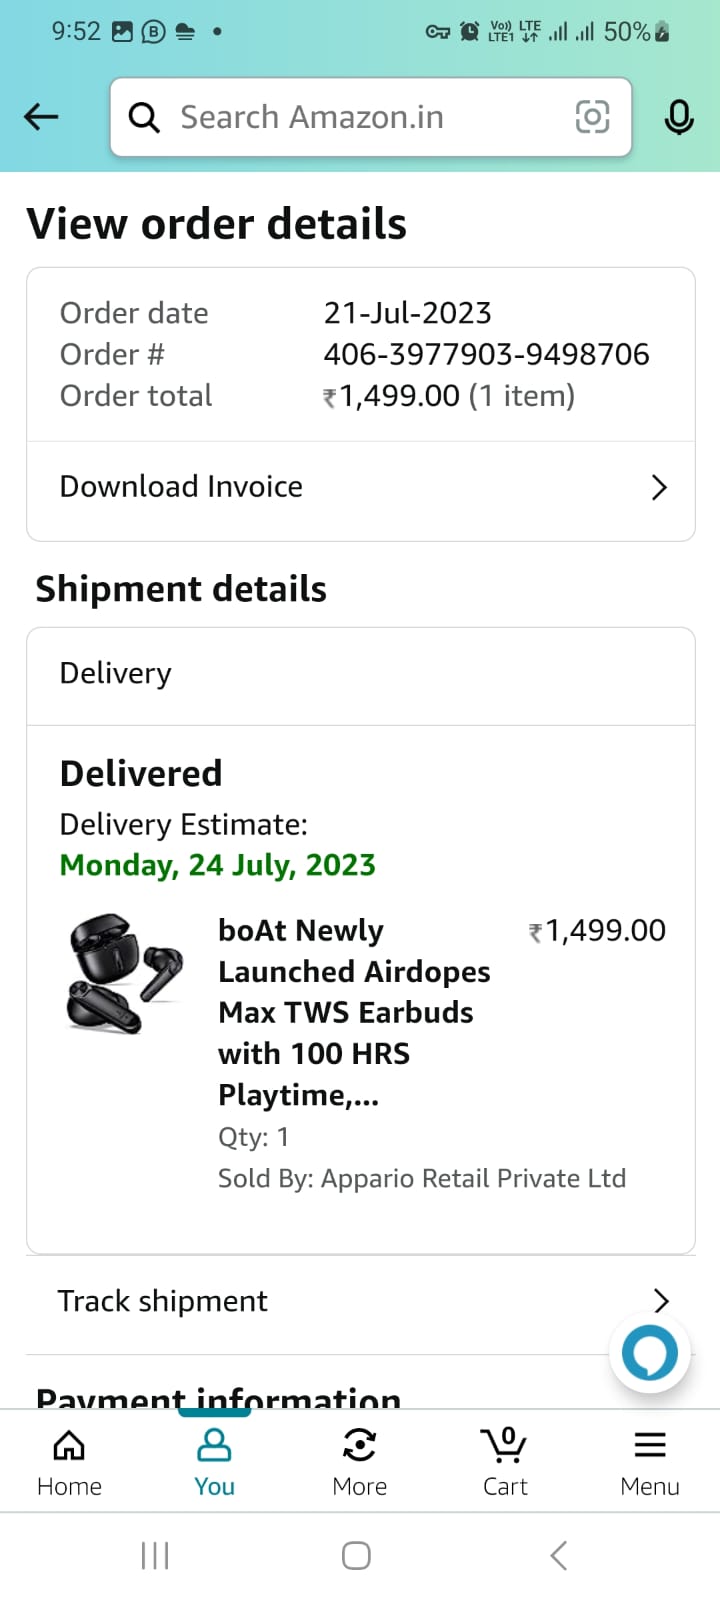 9:52
Vo)) LTE
LTE1
50%
Search Amazon.in
View order details
Order date 21-Jul-2023
Order # 406-3977903-9498706
Order total ₹1,499.00 (1 item)
Download Invoice
Shipment details
Delivery
Delivered
Delivery Estimate:
Monday, 24 July, 2023
boAt Newly ₹1,499.00
Launched Airdopes
Max TWS Earbuds
with 100 HRS
Playtime,...
Qty: 1
Sold By: Appario Retail Private Ltd
Track shipment
Payment information
0
Home You More Cart Menu